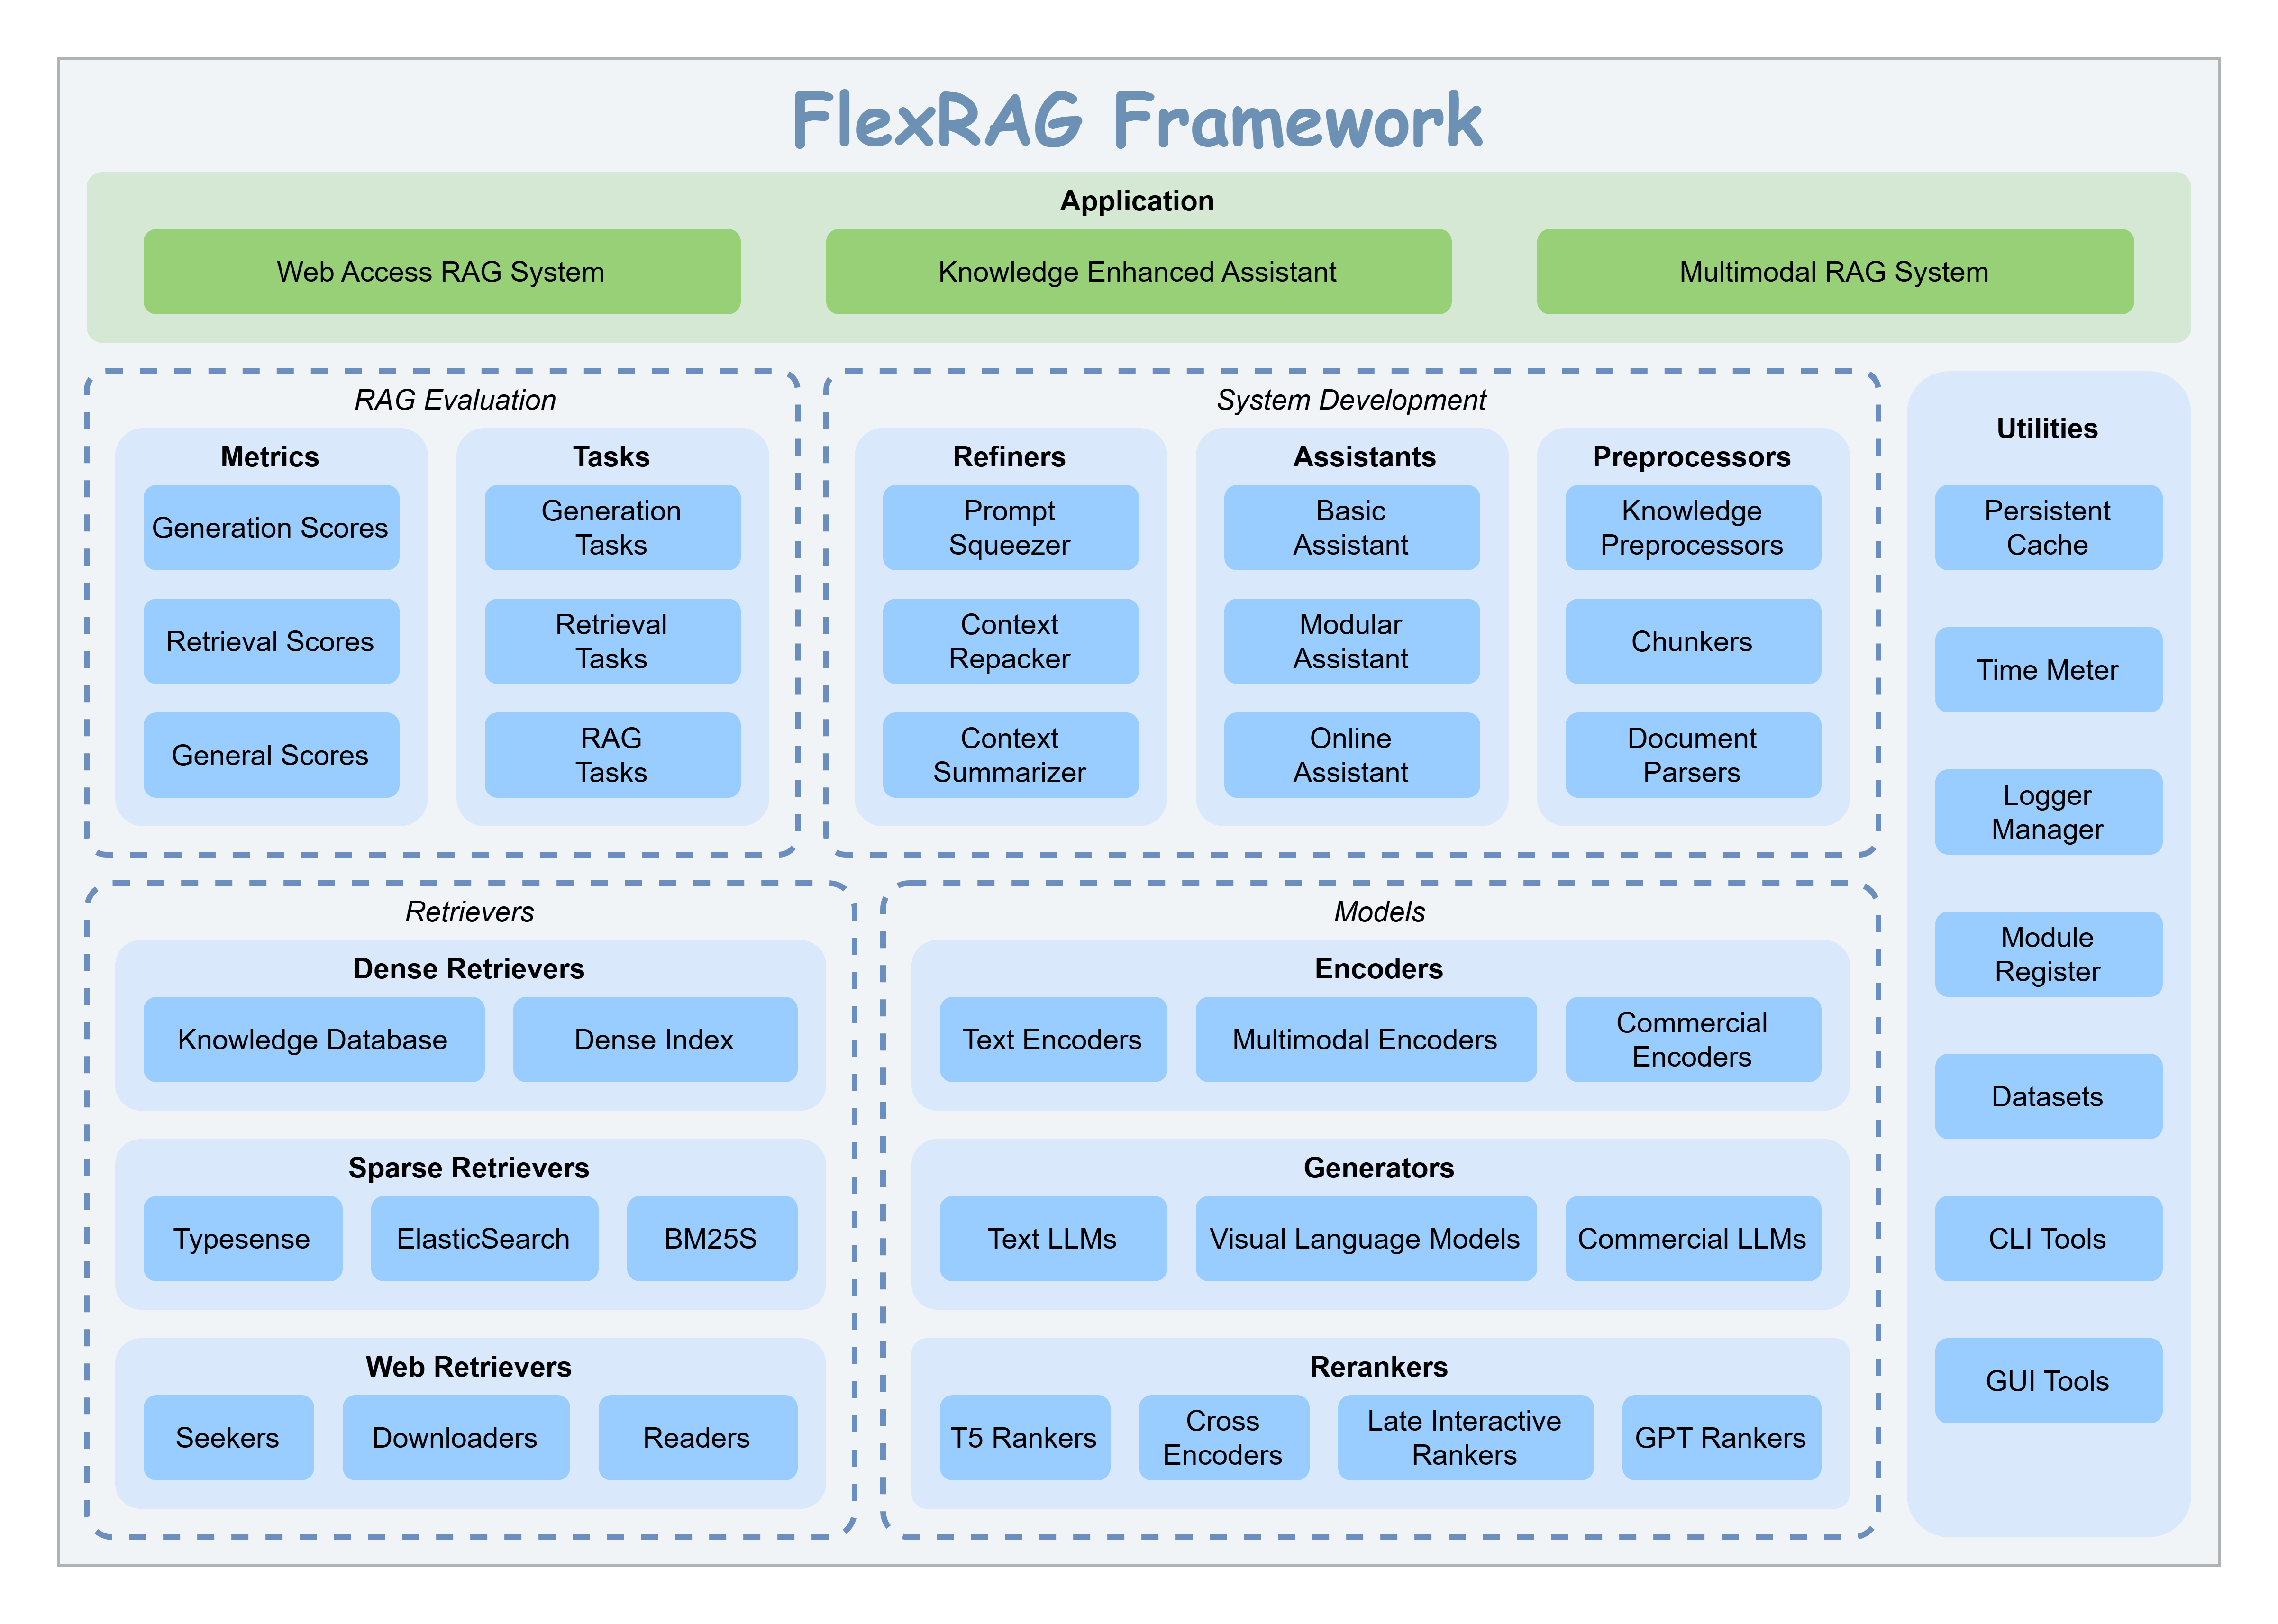 FlexRAG Framework
Application
Web Access RAG System
Knowledge Enhanced Assistant
Multimodal RAG System
RAG Evaluation
Metrics
Generation Scores
Retrieval Scores
General Scores
Tasks
Generation
Tasks
Retrieval
Tasks
RAG
Tasks
System Development
Refiners
Prompt
Squeezer
Context
Repacker
Context
Summarizer
Assistants
Basic
Assistant
Modular
Assistant
Online
Assistant
Preprocessors
Knowledge
Preprocessors
Chunkers
Document
Parsers
Utilities
Persistent
Cache
Time Meter
Logger
Manager
Module
Register
Datasets
CLI Tools
GUI Tools
Retrievers
Dense Retrievers
Knowledge Database
Dense Index
Sparse Retrievers
Typesense
ElasticSearch
BM25S
Web Retrievers
Seekers
Downloaders
Readers
Models
Encoders
Text Encoders
Multimodal Encoders
Commercial
Encoders
Generators
Text LLMs
Visual Language Models
Commercial LLMs
Rerankers
T5 Rankers
Cross
Encoders
Late Interactive
Rankers
GPT Rankers